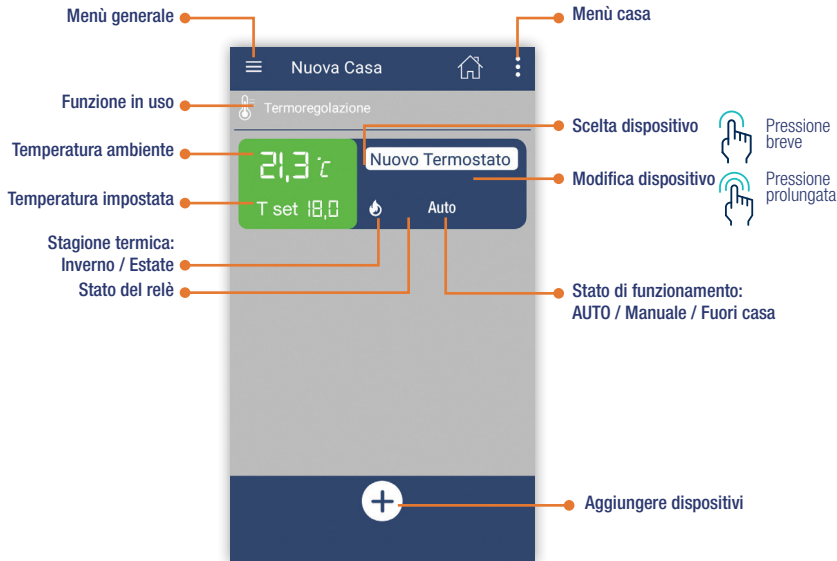 Menù generale
Menù casa
Nuova Casa
Funzione in uso
Termoregolazione
Temperatura ambiente
21,3 °C
Nuovo Termostato
Scelta dispositivo
Pressione
breve
Modifica dispositivo
Pressione
prolungata
Temperatura impostata
T set 18,0
Auto
Stagione termica:
Inverno / Estate
Stato del relè
Stato di funzionamento:
AUTO / Manuale / Fuori casa
Aggiungere dispositivi